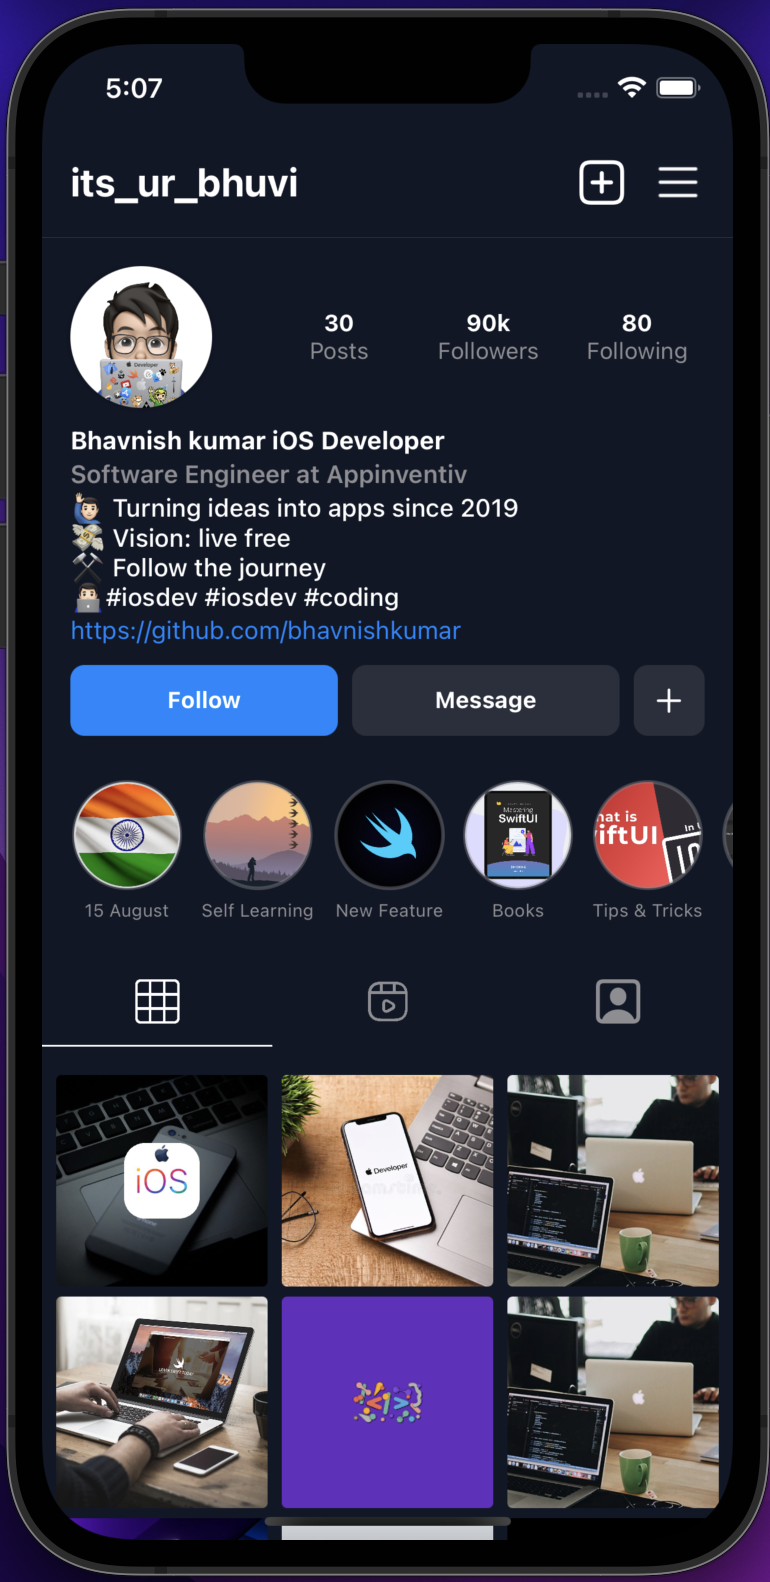 5:07
its_ur_bhuvi
Developer
30
Posts
90k
Followers
80
Following
Bhavnish kumar iOS Developer
Software Engineer at Appinventiv
🙋🏻‍♂️ Turning ideas into apps since 2019
💸 Vision: live free
⚒️ Follow the journey
👨🏻‍💻#iosdev #iosdev #coding
https://github.com/bhavnishkumar
Follow
Message
Mastering
SwiftUI
hat is
iftUI
in
15 August
Self Learning
New Feature
Books
Tips & Tricks
iOS
Developer